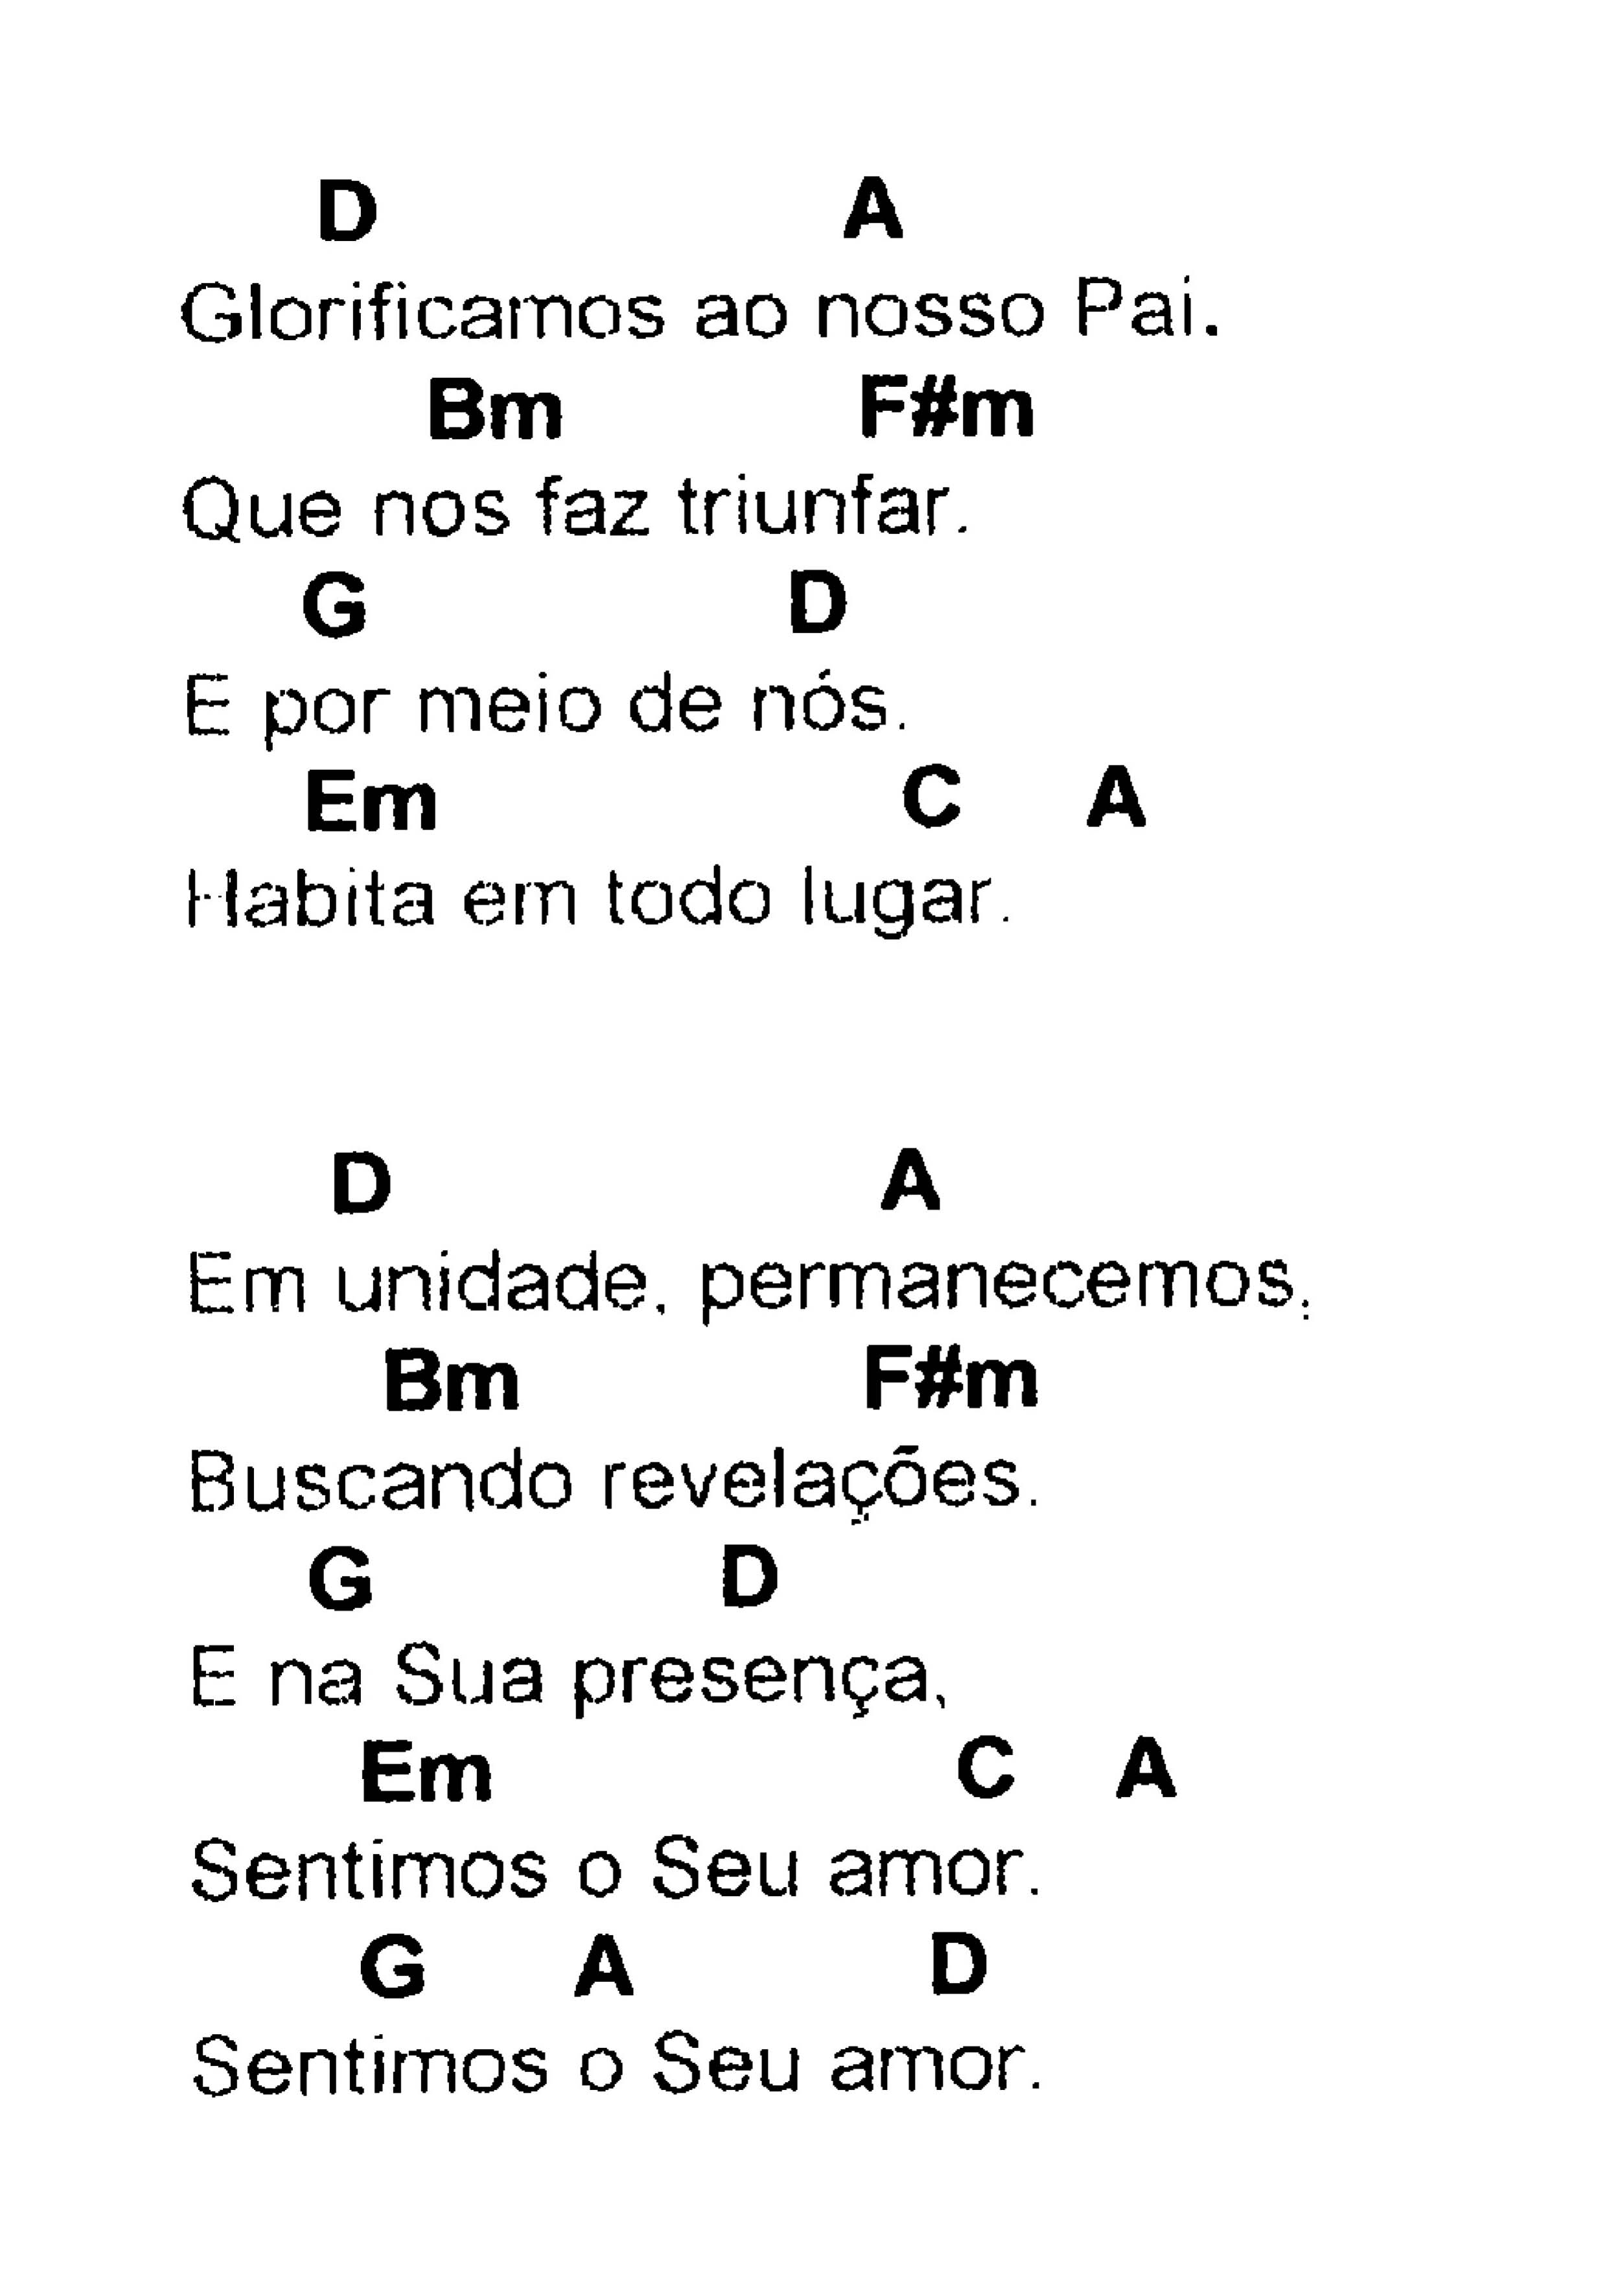 D A
Glorificamos ao nosso Pai.
Bm F#m
Que nos faz triunfar.
G D
E por meio de nós.
Em C A
Habita em todo lugar.
D A
Em unidade, permanecemos,
Bm F#m
Buscando revelações.
G D
E na Sua presença,
Em C A
Sentimos o Seu amor.
G A D
Sentimos o Seu amor.